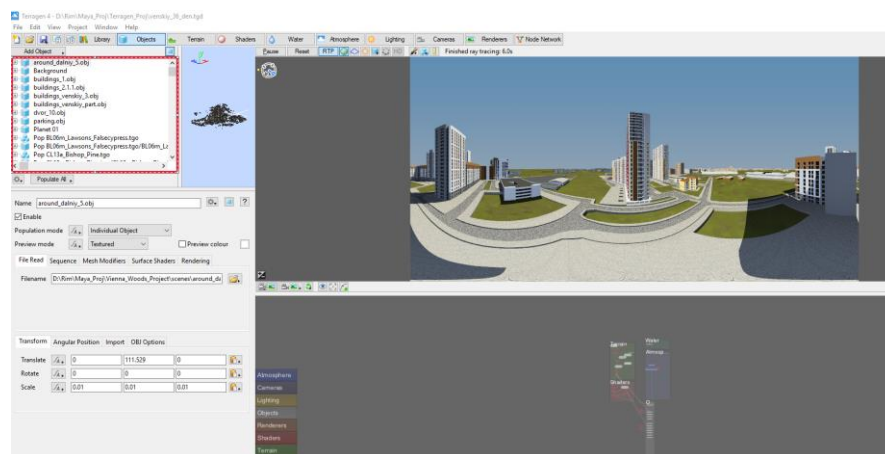 Terragen 4 - D:\Rim\Maya_Proj\Terragen_Proj\venskiy_38_den.tgd
File Edit View Project Window Help
Library Objects Terrain Shaders Water Atmosphere Lighting Cameras Renderers Node Network
Add Object Pause Reset RTP HD Finished ray tracing: 6.0s
around_dalniy_5.obj
Background
buildings_1.obj
buildings_2.1.1.obj
buildings_venskiy_3.obj
buildings_venskiy_part.obj
dvor_10.obj
parking.obj
Planet 01
Pop BL06m_Lawsons_Falsecypress.tgo
Pop BL06m_Lawsons_Falsecypress.tgo/BL06m_La
Pop CL13a_Bishop_Pine.tgo
Populate All
Name around_dalniy_5.obj ?
Enable
Population mode Individual Object
Preview mode Textured Preview colour
File Read Sequence Mesh Modifiers Surface Shaders Rendering
Filename D:\Rim\Maya_Proj\Vienna_Woods_Project\scenes\around_da
Transform Angular Position Import OBJ Options
Translate 0 111.529 0
Rotate 0 0 0
Scale 0.01 0.01 0.01
Atmosphere
Cameras
Lighting
Objects
Renderers
Shaders
Terrain
Terrain Water
Atmosp...
Shaders
O...